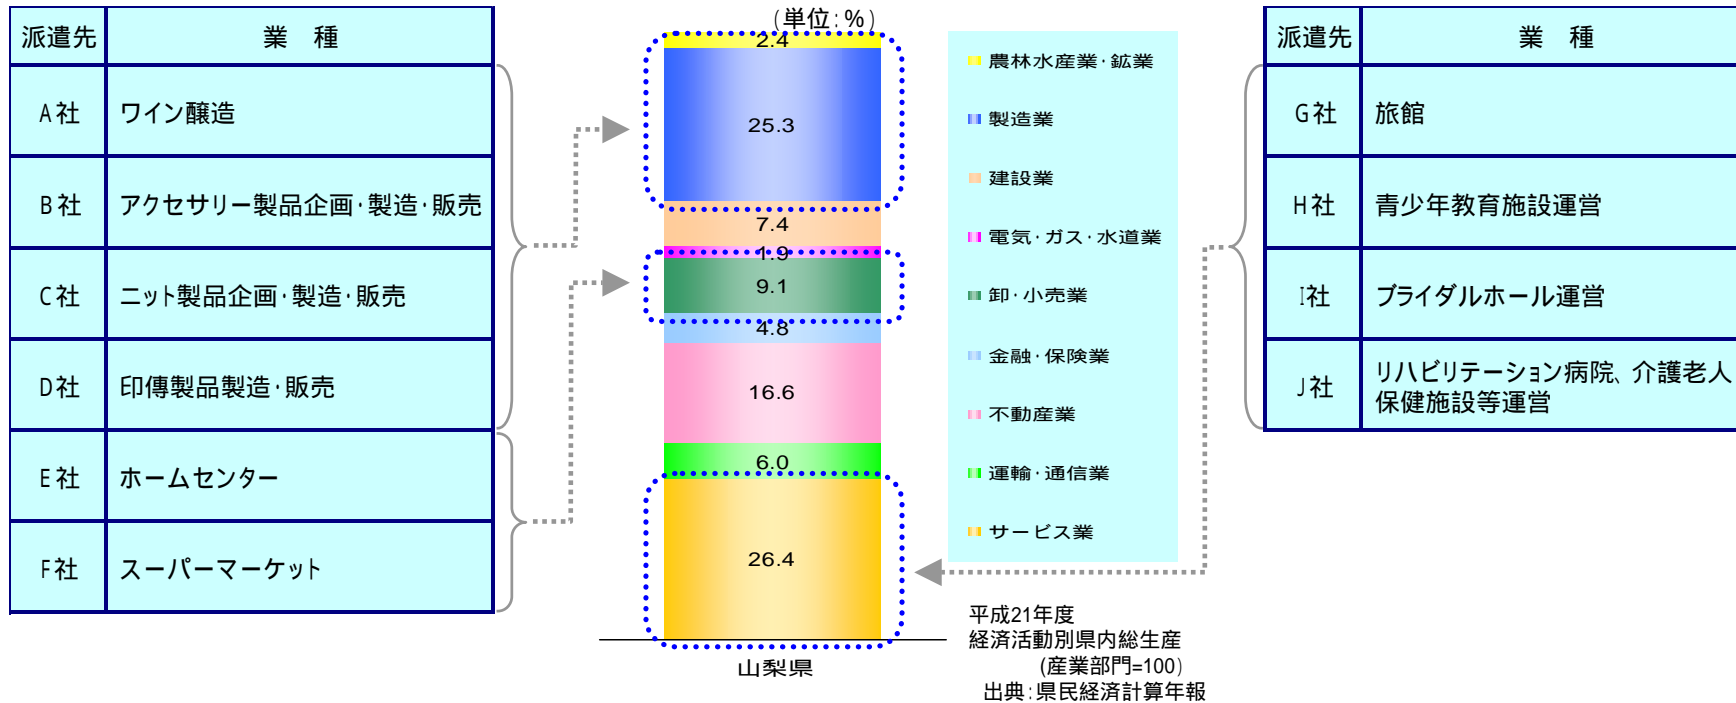 派遣先 業 種
A社 ワイン醸造
B社 アクセサリー製品企画・製造・販売
C社 ニット製品企画・製造・販売
D社 印傳製品製造・販売
E社 ホームセンター
F社 スーパーマーケット
(単位:%)
2.4
25.3
7.4
1.9
9.1
4.8
16.6
6.0
26.4
山梨県
農林水産業・鉱業
製造業
建設業
電気・ガス・水道業
卸・小売業
金融・保険業
不動産業
運輸・通信業
サービス業
平成21年度
経済活動別県内総生産
(産業部門=100)
出典:県民経済計算年報
派遣先 業 種
G社 旅館
H社 青少年教育施設運営
I社 ブライダルホール運営
J社 リハビリテーション病院、介護老人
保健施設等運営